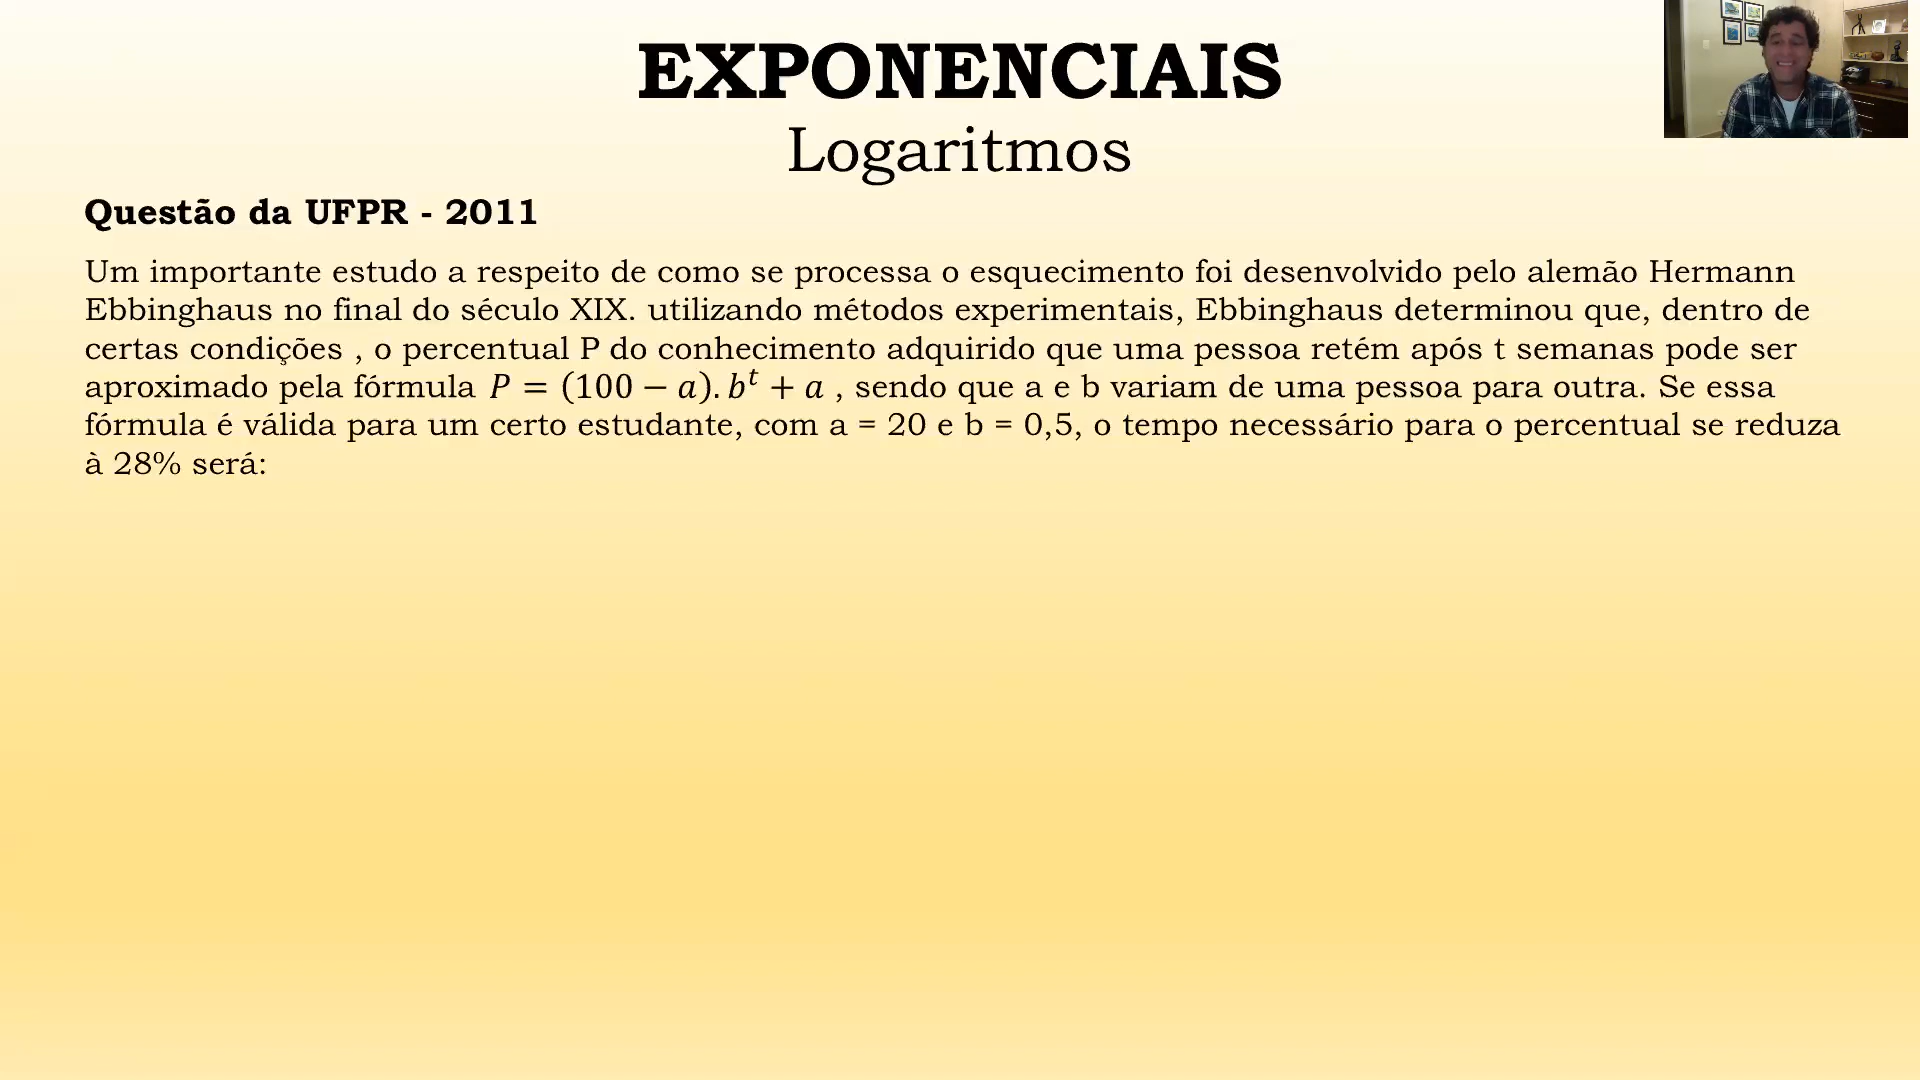 EXPONENCIAIS
Logaritmos
Questão da UFPR - 2011
Um importante estudo a respeito de como se processa o esquecimento foi desenvolvido pelo alemão Hermann
Ebbinghaus no final do século XIX. utilizando métodos experimentais, Ebbinghaus determinou que, dentro de
certas condições , o percentual P do conhecimento adquirido que uma pessoa retém após t semanas pode ser
aproximado pela fórmula P = (100 − a). bᵗ + a , sendo que a e b variam de uma pessoa para outra. Se essa
fórmula é válida para um certo estudante, com a = 20 e b = 0,5, o tempo necessário para o percentual se reduza
à 28% será: